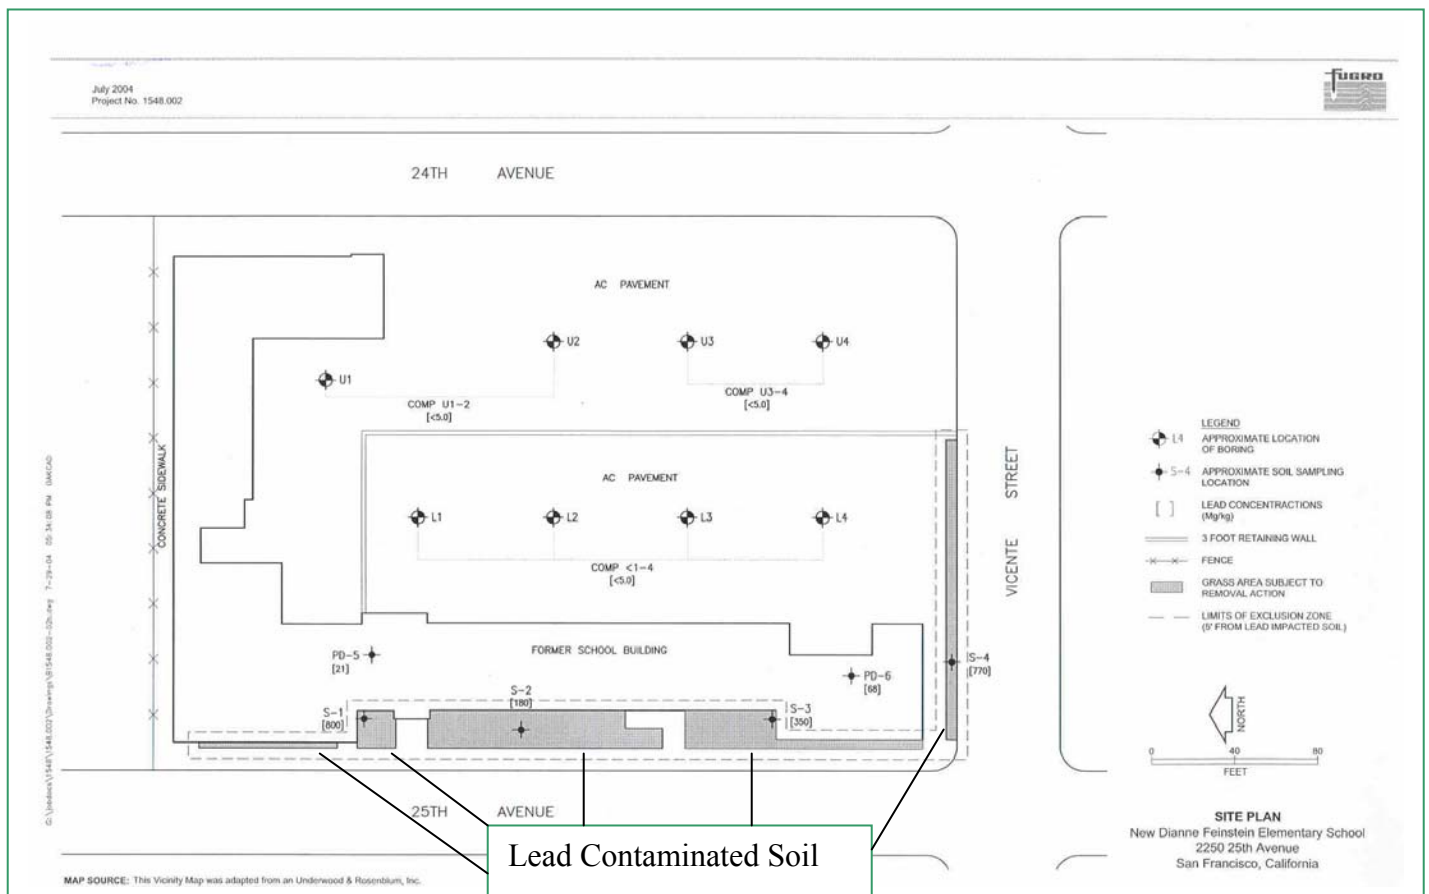 July 2004
Project No. 1548.002
FUGRO
24TH AVENUE
AC PAVEMENT
U2
U3
U4
U1
COMP U1-2
[<5.0]
COMP U3-4
[<5.0]
CONCRETE SIDEWALK
AC PAVEMENT
L1
L2
L3
L4
COMP <1-4
[<5.0]
VICENTE STREET
FORMER SCHOOL BUILDING
PD-5
[21]
PD-6
[68]
S-4
[770]
S-1
[800]
S-2
[180]
S-3
[350]
25TH AVENUE
Lead Contaminated Soil
LEGEND
L4 APPROXIMATE LOCATION
OF BORING
S-4 APPROXIMATE SOIL SAMPLING
LOCATION
[ ] LEAD CONCENTRACTIONS
(Mg/kg)
3 FOOT RETAINING WALL
FENCE
GRASS AREA SUBJECT TO
REMOVAL ACTION
LIMITS OF EXCLUSION ZONE
(5' FROM LEAD IMPACTED SOIL)
NORTH
0 40 80
FEET
SITE PLAN
New Dianne Feinstein Elementary School
2250 25th Avenue
San Francisco, California
MAP SOURCE: This Vicinity Map was adapted from an Underwood & Rosenblum, Inc.